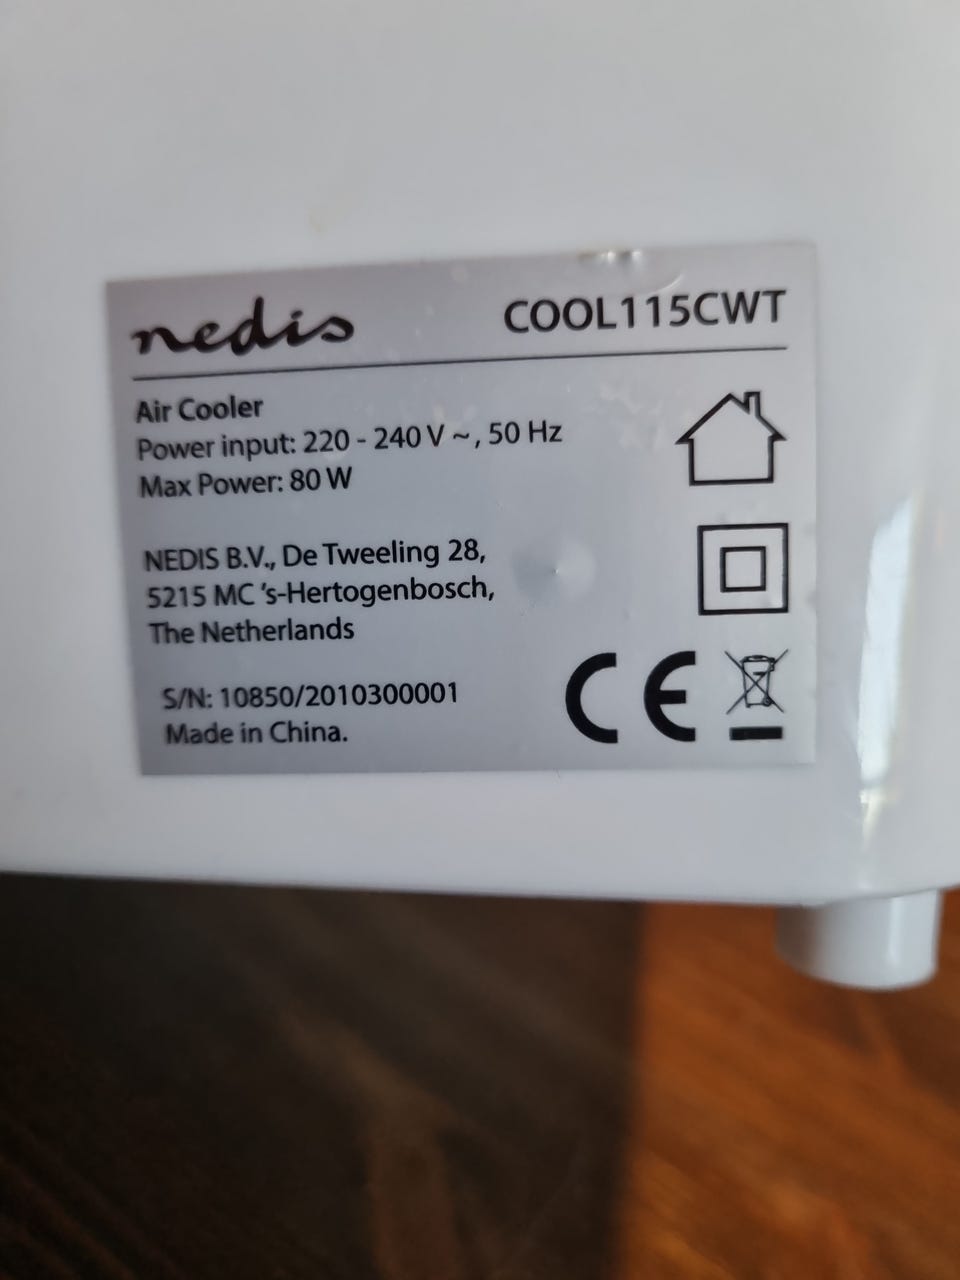 nedis COOL115CWT
Air Cooler
Power input: 220 - 240 V ~, 50 Hz
Max Power: 80 W
NEDIS B.V., De Tweeling 28,
5215 MC 's-Hertogenbosch,
The Netherlands
S/N: 10850/2010300001
Made in China.
CE